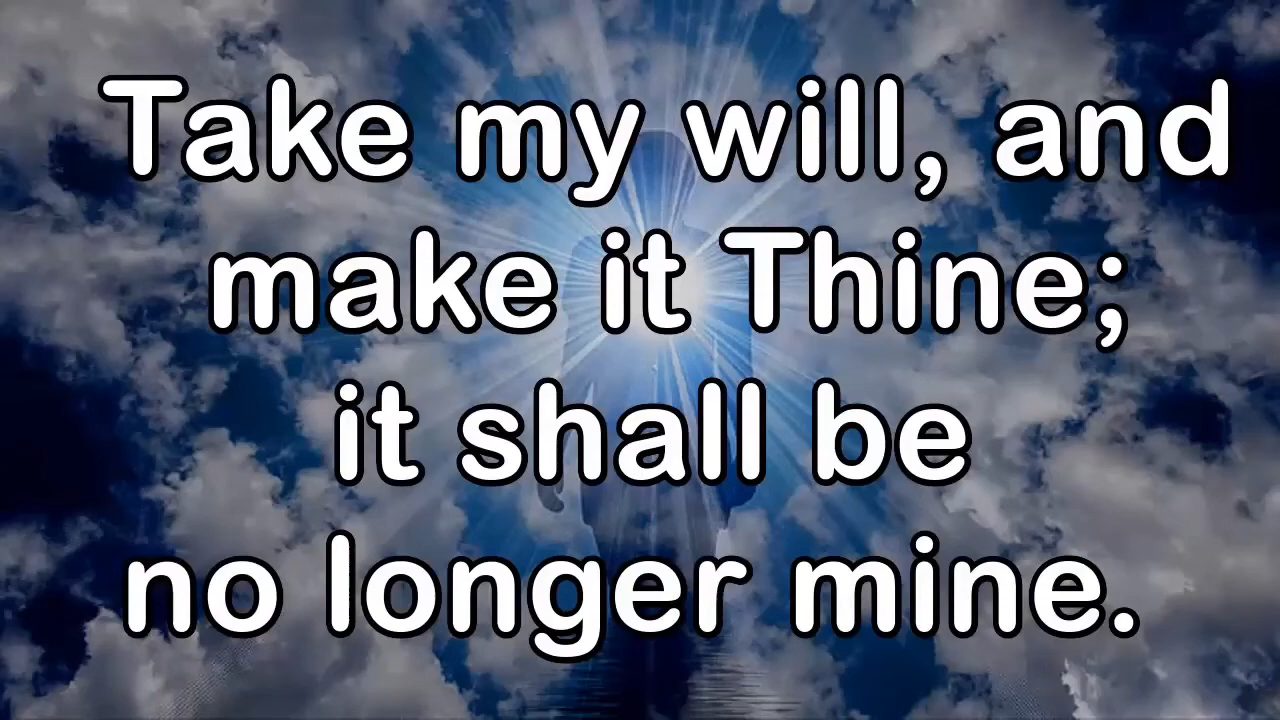 Take my will, and
make it Thine;
it shall be
no longer mine.